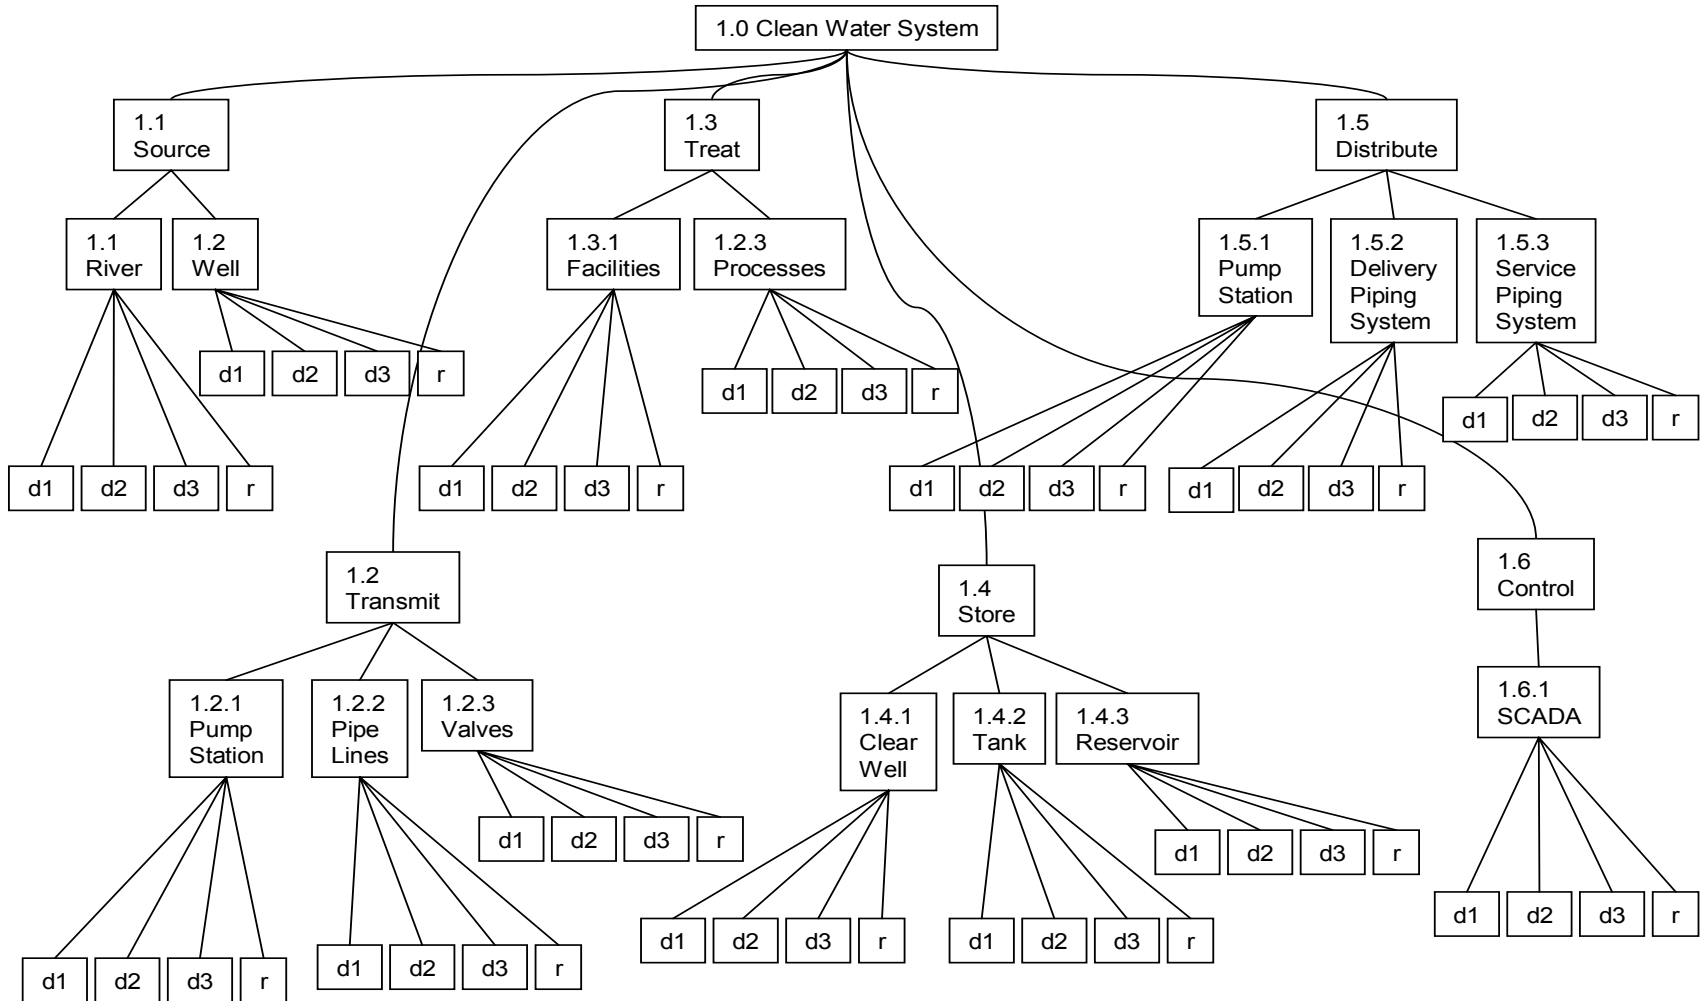 1.0 Clean Water System
1.1
Source
1.3
Treat
1.5
Distribute
1.1
River
1.2
Well
1.3.1
Facilities
1.2.3
Processes
1.5.1
Pump
Station
1.5.2
Delivery
Piping
System
1.5.3
Service
Piping
System
d1 d2 d3 r
d1 d2 d3 r
d1 d2 d3 r
d1 d2 d3 r
d1 d2 d3 r
d1 d2 d3 r
d1 d2 d3 r
1.2
Transmit
1.4
Store
1.6
Control
1.2.1
Pump
Station
1.2.2
Pipe
Lines
1.2.3
Valves
1.4.1
Clear
Well
1.4.2
Tank
1.4.3
Reservoir
1.6.1
SCADA
d1 d2 d3 r
d1 d2 d3 r
d1 d2 d3 r
d1 d2 d3 r
d1 d2 d3 r
d1 d2 d3 r
d1 d2 d3 r